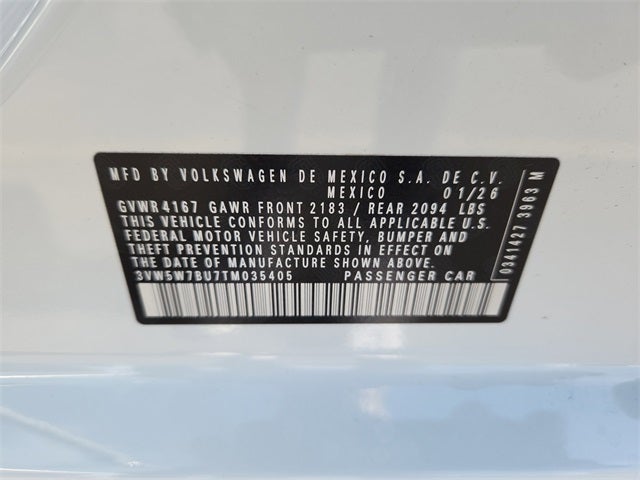 MFD BY VOLKSWAGEN DE MEXICO S.A. DE C.V.
MEXICO 01/26
GVWR 4167 GAWR FRONT 2183 / REAR 2094 LBS
THIS VEHICLE CONFORMS TO ALL APPLICABLE U.S.
FEDERAL MOTOR VEHICLE SAFETY, BUMPER AND
THEFT PREVENTION STANDARDS IN EFFECT ON
THE DATE OF MANUFACTURE SHOWN ABOVE.
3VW5W7BU7TM035405 PASSENGER CAR
0341427 3963 M